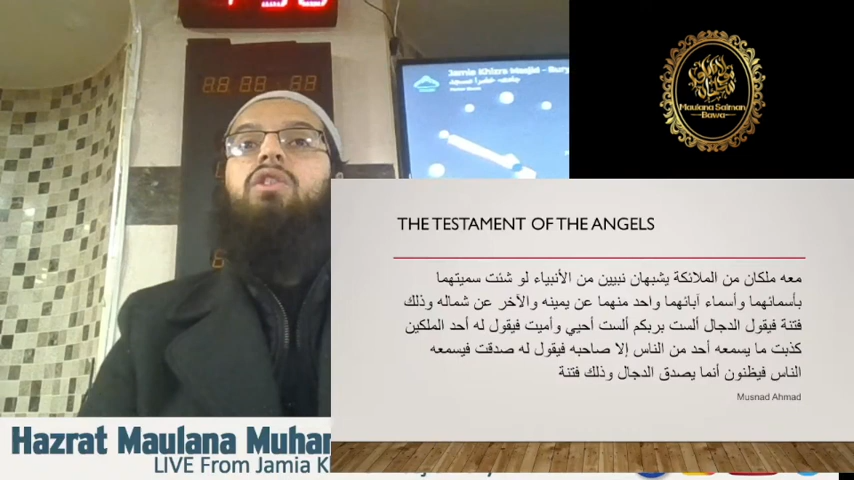 Jamia Khizra Masjid - Bury
Maulana Salman
Bawa
THE TESTAMENT OF THE ANGELS
معه ملكان من الملائكة يشبهان نبيين من الأنبياء لو شئت سميتهما
بأسمائهما وأسماء آبائهما واحد منهما عن يمينه والآخر عن شماله وذلك
فتنة فيقول الدجال ألست بربكم ألست أحيي وأميت فيقول له أحد الملكين
كذبت ما يسمعه أحد من الناس إلا صاحبه فيقول له صدقت فيسمعه
الناس فيظنون أنما يصدق الدجال وذلك فتنة
Musnad Ahmad
Hazrat Maulana Muha
LIVE From Jamia K